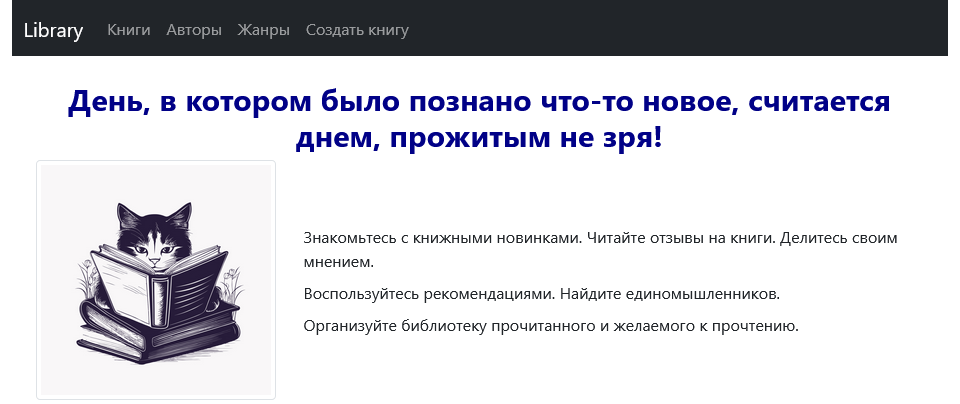 Library Книги Авторы Жанры Создать книгу
День, в котором было познано что-то новое, считается
днем, прожитым не зря!
Знакомьтесь с книжными новинками. Читайте отзывы на книги. Делитесь своим
мнением.
Воспользуйтесь рекомендациями. Найдите единомышленников.
Организуйте библиотеку прочитанного и желаемого к прочтению.